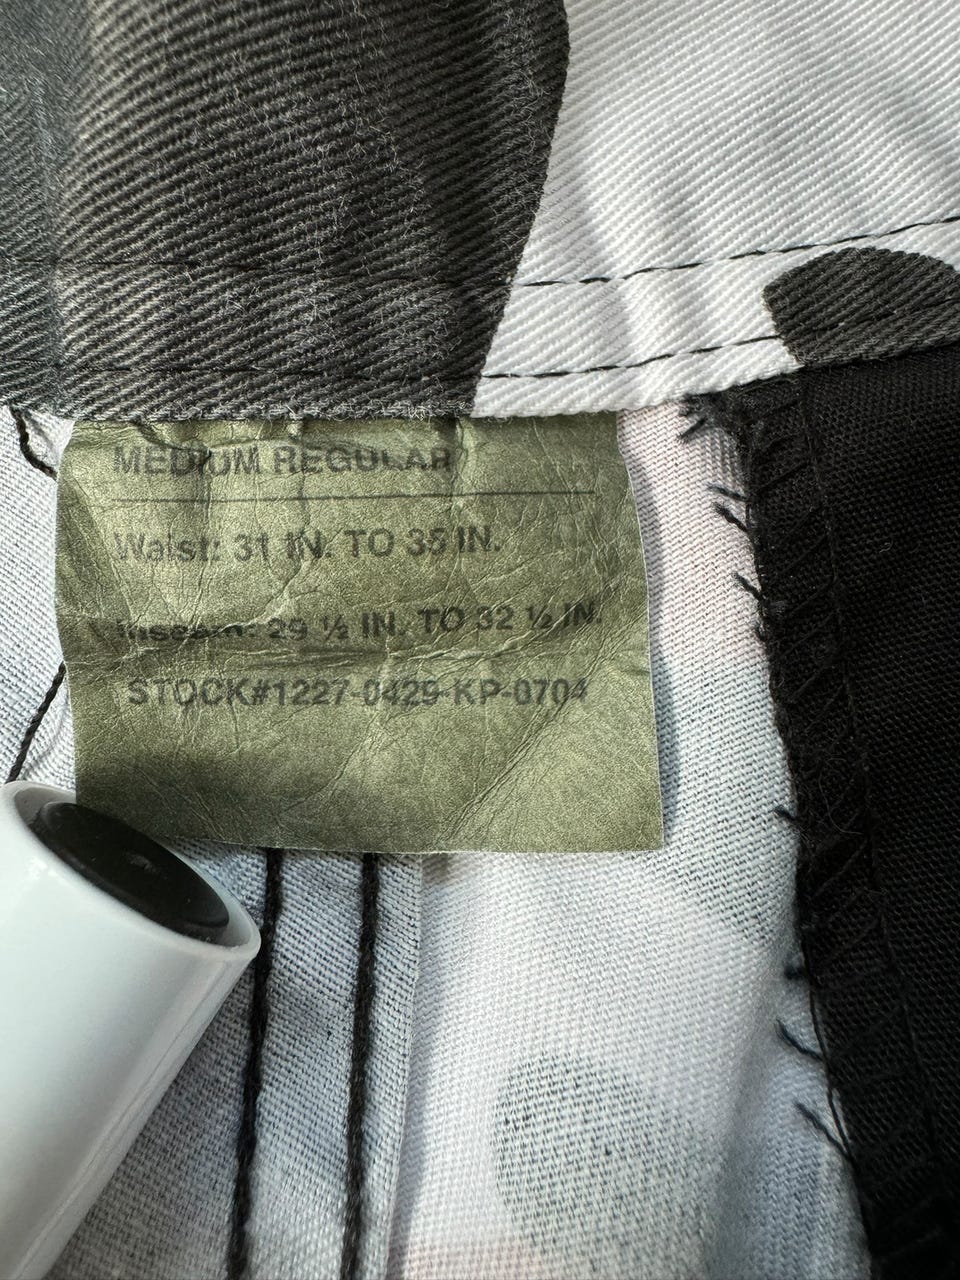 MEDIUM REGULAR
Waist: 31 IN. TO 35 IN.
Inseam: 29 ½ IN. TO 32 ½ IN.
STOCK#1227-0429-KP-0704